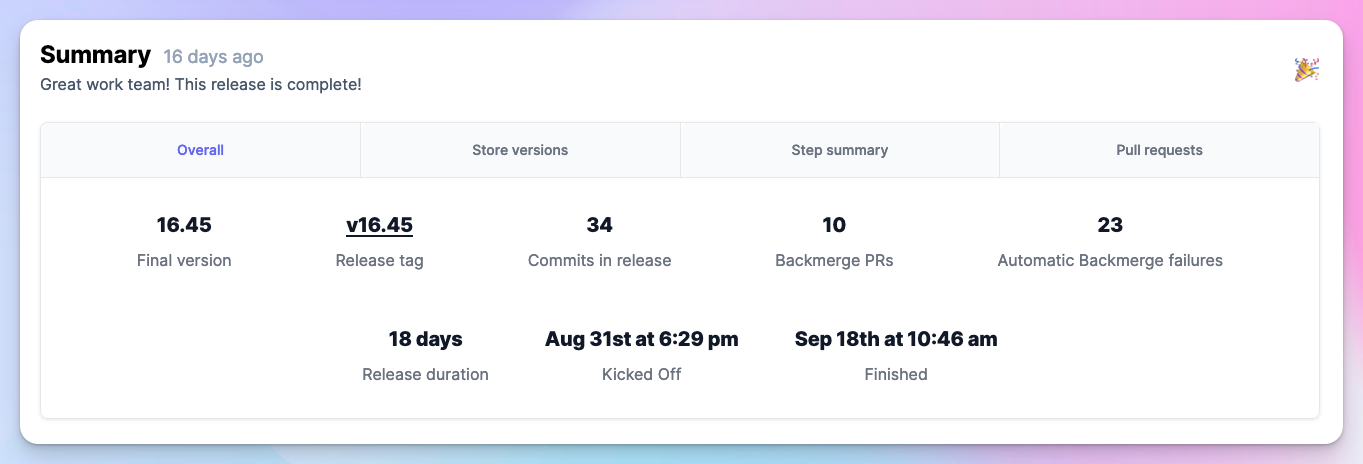 Summary 16 days ago
Great work team! This release is complete!
Overall Store versions Step summary Pull requests
16.45 v16.45 34 10 23
Final version Release tag Commits in release Backmerge PRs Automatic Backmerge failures
18 days Aug 31st at 6:29 pm Sep 18th at 10:46 am
Release duration Kicked Off Finished